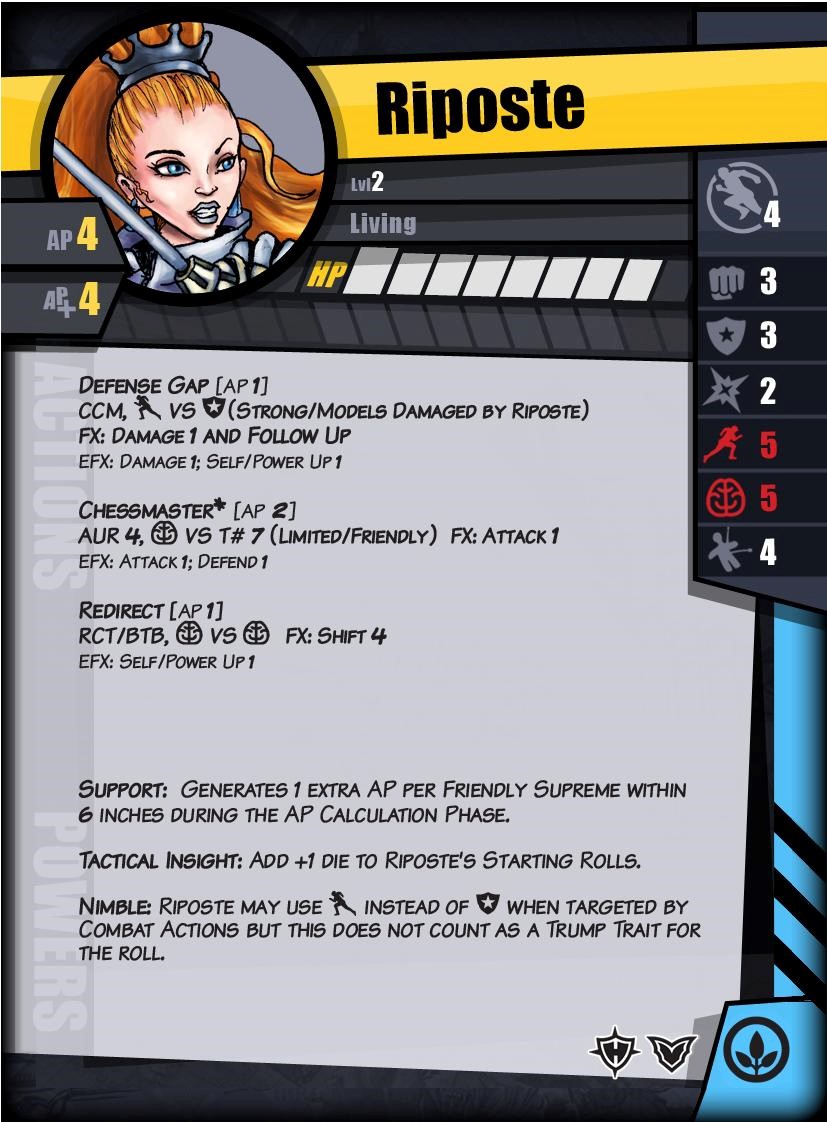 Riposte
Lvl2
Living
AP 4
AP+ 4
HP
4
3
3
2
5
5
4
ACTIONS
DEFENSE GAP [AP 1]
CCM, VS (STRONG/MODELS DAMAGED BY RIPOSTE)
FX: DAMAGE 1 AND FOLLOW UP
EFX: DAMAGE 1; SELF/POWER UP 1
CHESSMASTER* [AP 2]
AUR 4, VS T# 7 (LIMITED/FRIENDLY) FX: ATTACK 1
EFX: ATTACK 1; DEFEND 1
REDIRECT [AP 1]
RCT/BTB, VS FX: SHIFT 4
EFX: SELF/POWER UP 1
POWERS
SUPPORT: GENERATES 1 EXTRA AP PER FRIENDLY SUPREME WITHIN
6 INCHES DURING THE AP CALCULATION PHASE.
TACTICAL INSIGHT: ADD +1 DIE TO RIPOSTE'S STARTING ROLLS.
NIMBLE: RIPOSTE MAY USE INSTEAD OF WHEN TARGETED BY
COMBAT ACTIONS BUT THIS DOES NOT COUNT AS A TRUMP TRAIT FOR
THE ROLL.
H